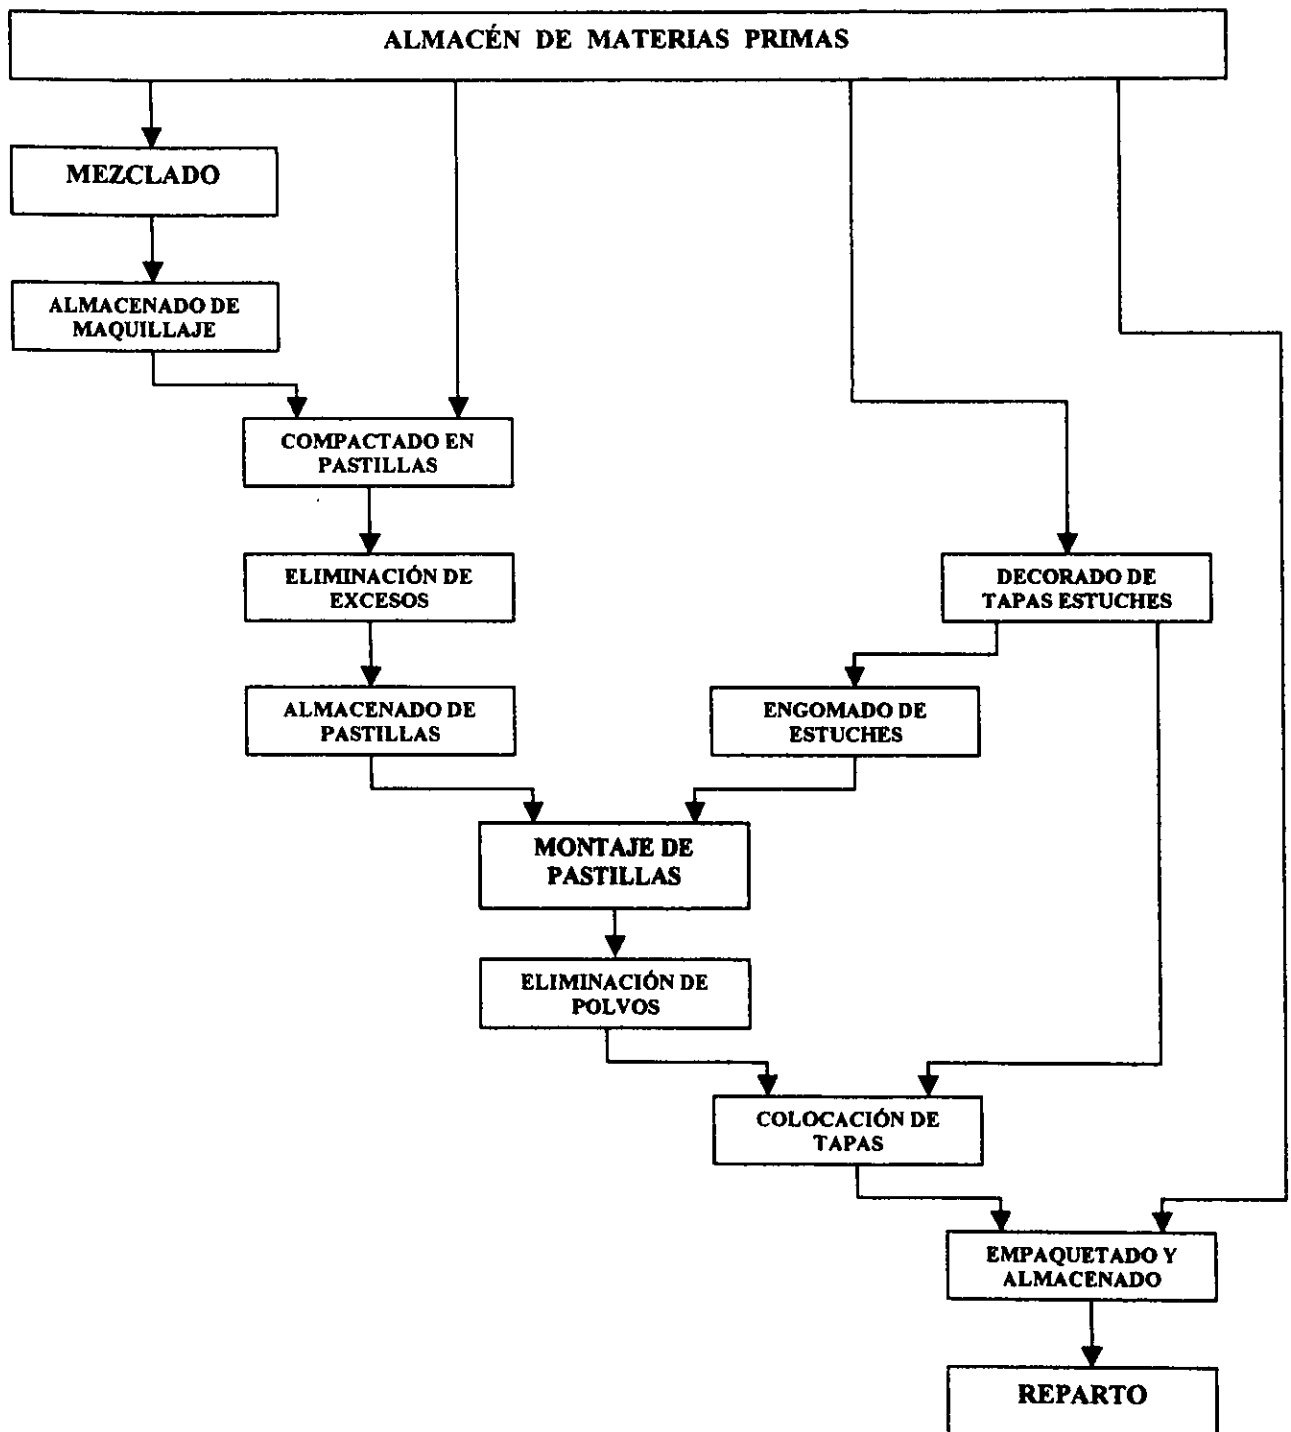 ALMACÉN DE MATERIAS PRIMAS
MEZCLADO
ALMACENADO DE
MAQUILLAJE
COMPACTADO EN
PASTILLAS
ELIMINACIÓN DE
EXCESOS
DECORADO DE
TAPAS ESTUCHES
ALMACENADO DE
PASTILLAS
ENGOMADO DE
ESTUCHES
MONTAJE DE
PASTILLAS
ELIMINACIÓN DE
POLVOS
COLOCACIÓN DE
TAPAS
EMPAQUETADO Y
ALMACENADO
REPARTO